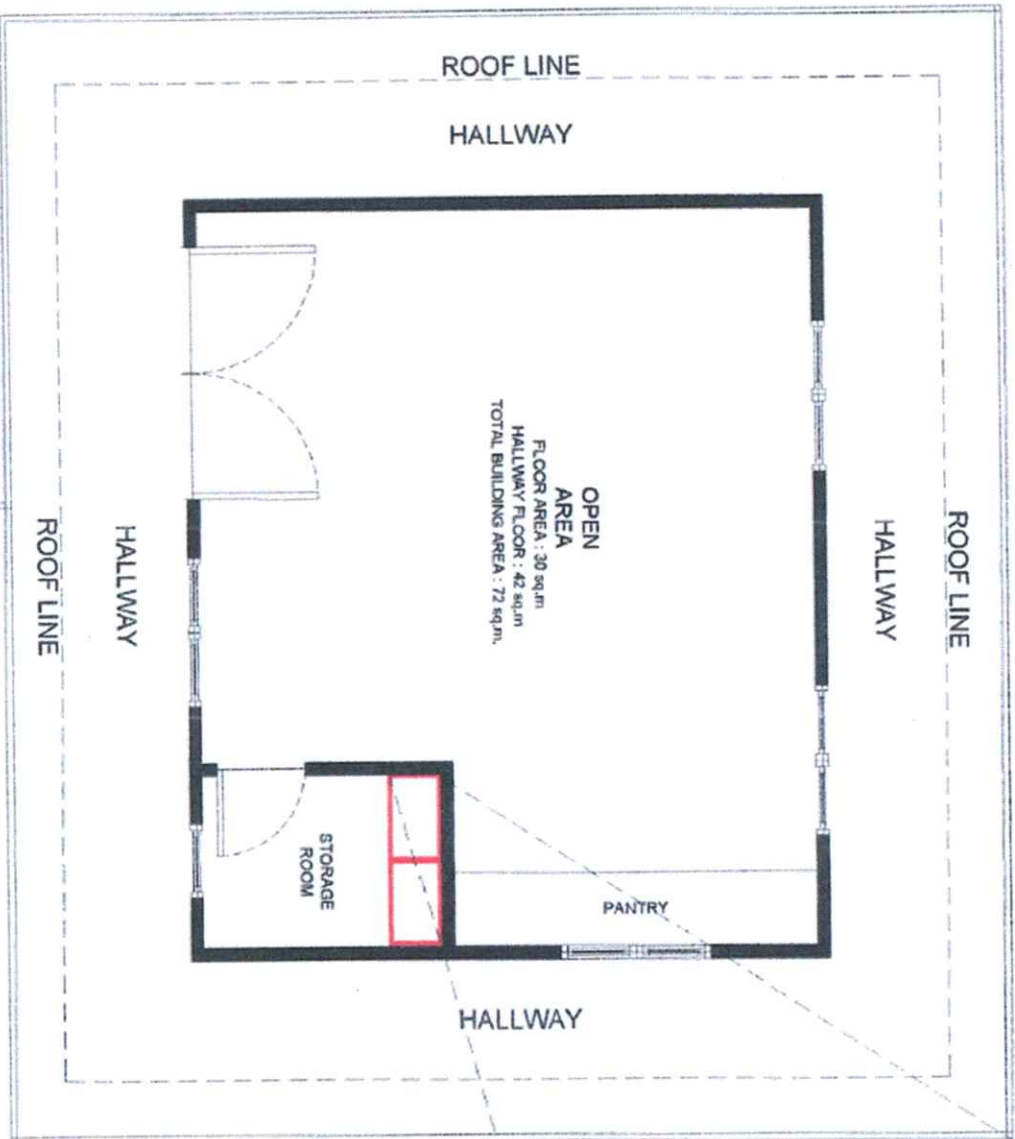 ROOF LINE
HALLWAY
OPEN
AREA
FLOOR AREA : 30 sq.m
HALLWAY FLOOR : 42 sq.m
TOTAL BUILDING AREA : 72 sq.m.
HALLWAY
ROOF LINE
HALLWAY
ROOF LINE
STORAGE
ROOM
PANTRY
HALLWAY